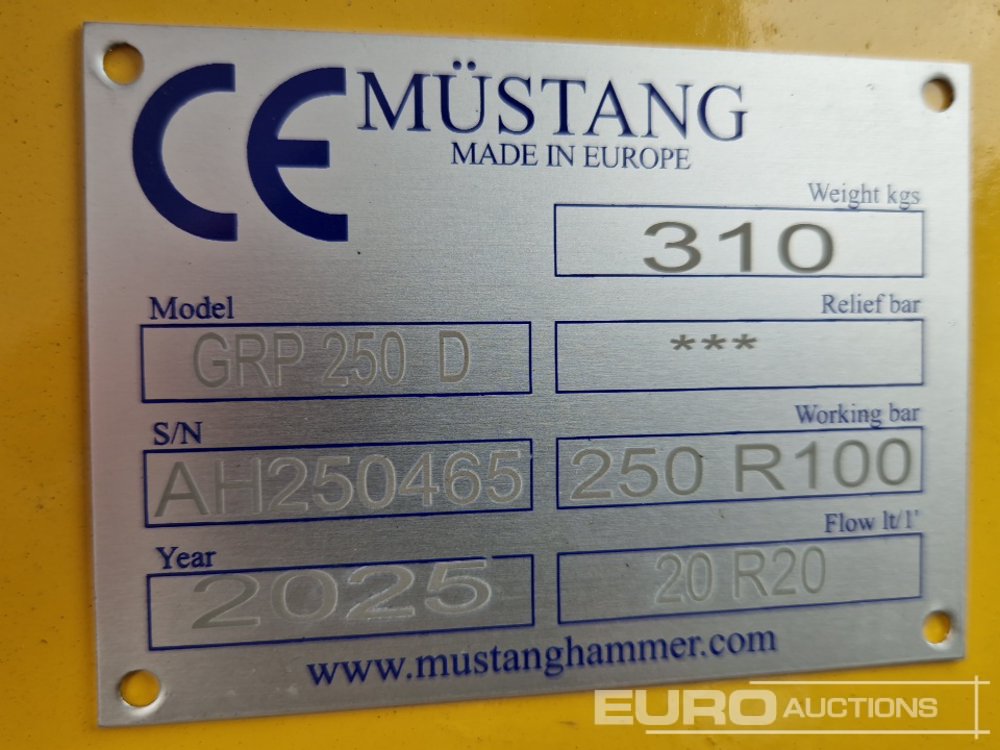 CE MÜSTANG
MADE IN EUROPE
Weight kgs
310
Model
GRP 250 D
Relief bar
***
S/N
AH250465
Working bar
250 R100
Year
2025
Flow lt/1'
20 R20
www.mustanghammer.com
EURO AUCTIONS